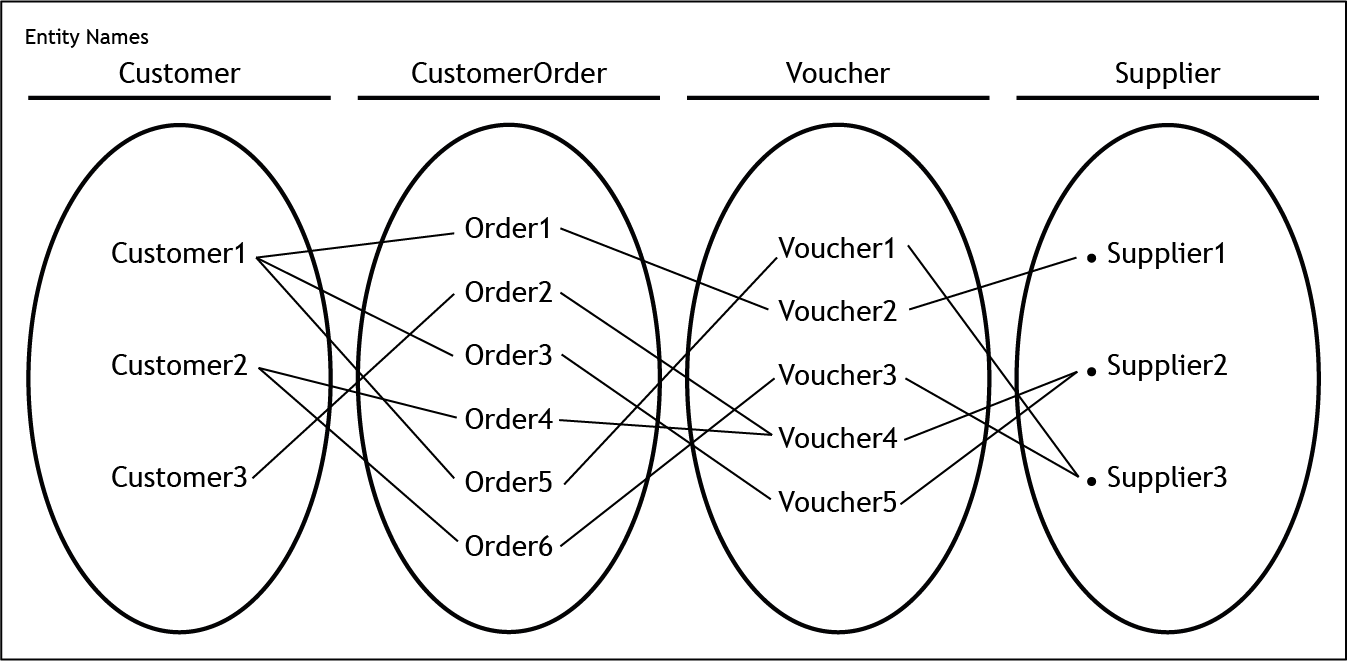 Entity Names
Customer
CustomerOrder
Voucher
Supplier
Customer1
Customer2
Customer3
Order1
Order2
Order3
Order4
Order5
Order6
Voucher1
Voucher2
Voucher3
Voucher4
Voucher5
• Supplier1
• Supplier2
• Supplier3